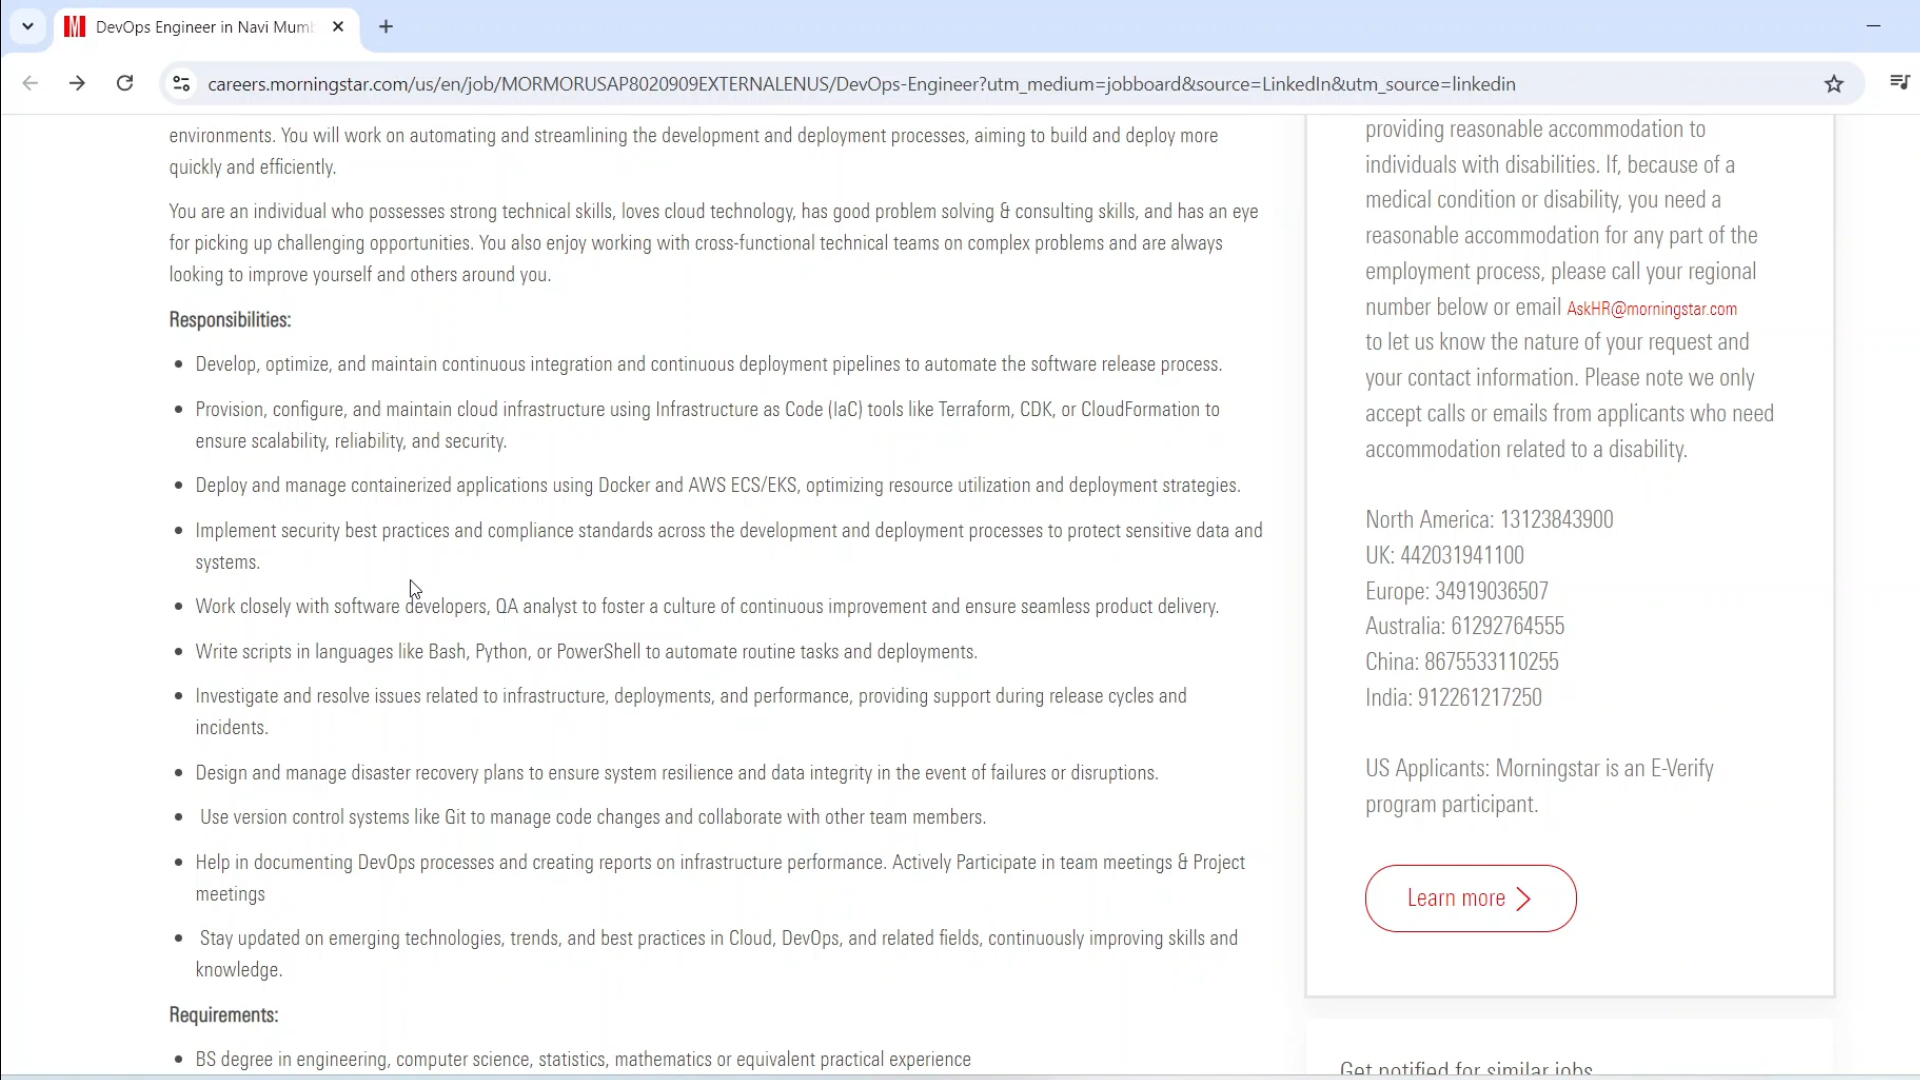 DevOps Engineer in Navi Mumb
careers.morningstar.com/us/en/job/MORMORUSAP8020909EXTERNALENUS/DevOps-Engineer?utm_medium=jobboard&source=LinkedIn&utm_source=linkedin
environments. You will work on automating and streamlining the development and deployment processes, aiming to build and deploy more
quickly and efficiently.
You are an individual who possesses strong technical skills, loves cloud technology, has good problem solving & consulting skills, and has an eye
for picking up challenging opportunities. You also enjoy working with cross-functional technical teams on complex problems and are always
looking to improve yourself and others around you.
Responsibilities:
Develop, optimize, and maintain continuous integration and continuous deployment pipelines to automate the software release process.
Provision, configure, and maintain cloud infrastructure using Infrastructure as Code (IaC) tools like Terraform, CDK, or CloudFormation to
ensure scalability, reliability, and security.
Deploy and manage containerized applications using Docker and AWS ECS/EKS, optimizing resource utilization and deployment strategies.
Implement security best practices and compliance standards across the development and deployment processes to protect sensitive data and
systems.
Work closely with software developers, QA analyst to foster a culture of continuous improvement and ensure seamless product delivery.
Write scripts in languages like Bash, Python, or PowerShell to automate routine tasks and deployments.
Investigate and resolve issues related to infrastructure, deployments, and performance, providing support during release cycles and
incidents.
Design and manage disaster recovery plans to ensure system resilience and data integrity in the event of failures or disruptions.
Use version control systems like Git to manage code changes and collaborate with other team members.
Help in documenting DevOps processes and creating reports on infrastructure performance. Actively Participate in team meetings & Project
meetings
Stay updated on emerging technologies, trends, and best practices in Cloud, DevOps, and related fields, continuously improving skills and
knowledge.
Requirements:
BS degree in engineering, computer science, statistics, mathematics or equivalent practical experience
providing reasonable accommodation to
individuals with disabilities. If, because of a
medical condition or disability, you need a
reasonable accommodation for any part of the
employment process, please call your regional
number below or email AskHR@morningstar.com
to let us know the nature of your request and
your contact information. Please note we only
accept calls or emails from applicants who need
accommodation related to a disability.
North America: 13123843900
UK: 442031941100
Europe: 34919036507
Australia: 61292764555
China: 8675533110255
India: 912261217250
US Applicants: Morningstar is an E-Verify
program participant.
Learn more
Get notified for similar jobs